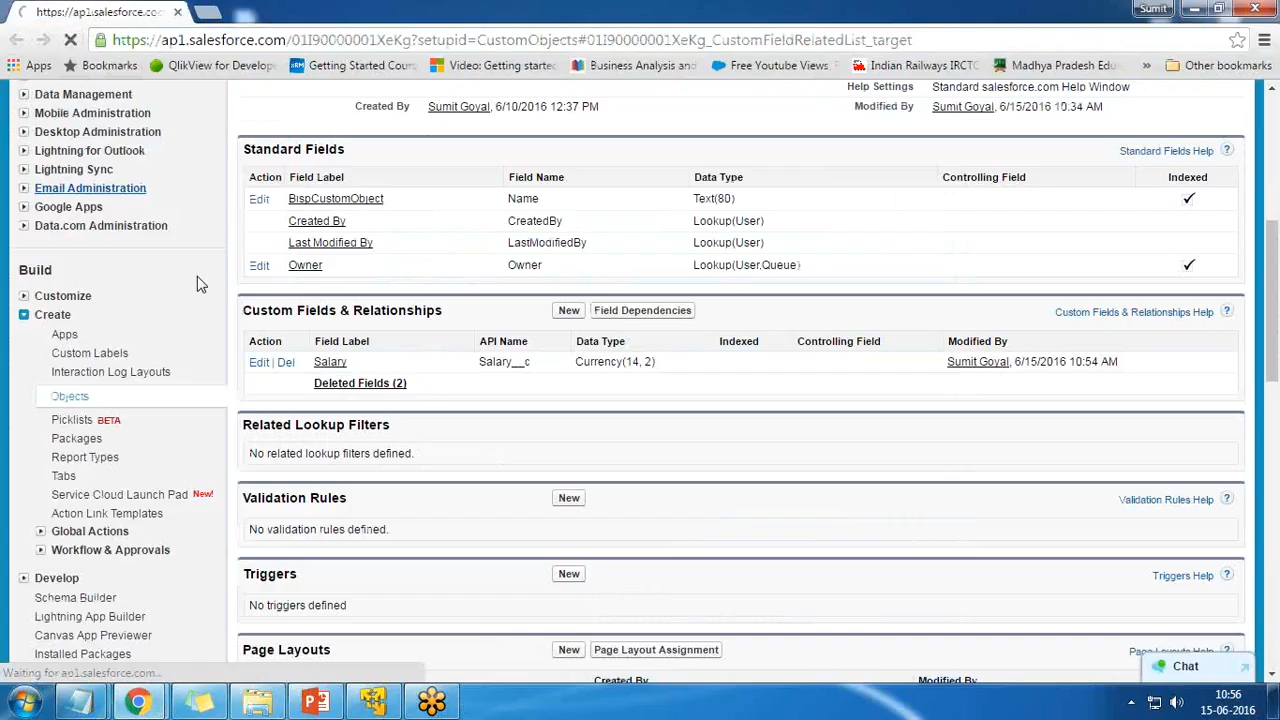 https://ap1.salesforce.co:
Sumit
https://ap1.salesforce.com/01I90000001XeKg?setupid=CustomObjects#01I90000001XeKg_CustomFieldRelatedList_target
Apps
Bookmarks
QlikView for Develope
Getting Started Cour
Video: Getting starte
Business Analysis an
Free Youtube Views
Indian Railways IRCTC
Madhya Pradesh Edu
»
Other bookmarks
Data Management
Mobile Administration
Desktop Administration
Lightning for Outlook
Lightning Sync
Email Administration
Google Apps
Data.com Administration
Build
Customize
Create
Apps
Custom Labels
Interaction Log Layouts
Objects
Picklists BETA
Packages
Report Types
Tabs
Service Cloud Launch Pad New!
Action Link Templates
Global Actions
Workflow & Approvals
Develop
Schema Builder
Lightning App Builder
Canvas App Previewer
Installed Packages
Help Settings Standard salesforce.com Help Window
Created By Sumit Goyal, 6/10/2016 12:37 PM Modified By Sumit Goyal, 6/15/2016 10:34 AM
Standard Fields Standard Fields Help ?
Action Field Label Field Name Data Type Controlling Field Indexed
Edit BispCustomObject Name Text(80) ✓
Created By CreatedBy Lookup(User)
Last Modified By LastModifiedBy Lookup(User)
Edit Owner Owner Lookup(User,Queue) ✓
Custom Fields & Relationships New Field Dependencies Custom Fields & Relationships Help ?
Action Field Label API Name Data Type Indexed Controlling Field Modified By
Edit | Del Salary Salary__c Currency(14, 2) Sumit Goyal, 6/15/2016 10:54 AM
Deleted Fields (2)
Related Lookup Filters
No related lookup filters defined.
Validation Rules New Validation Rules Help ?
No validation rules defined.
Triggers New Triggers Help ?
No triggers defined
Page Layouts New Page Layout Assignment Page Layouts Help ?
Created By Modified By
Chat
Waiting for ap1.salesforce.com...
10:56
15-06-2016